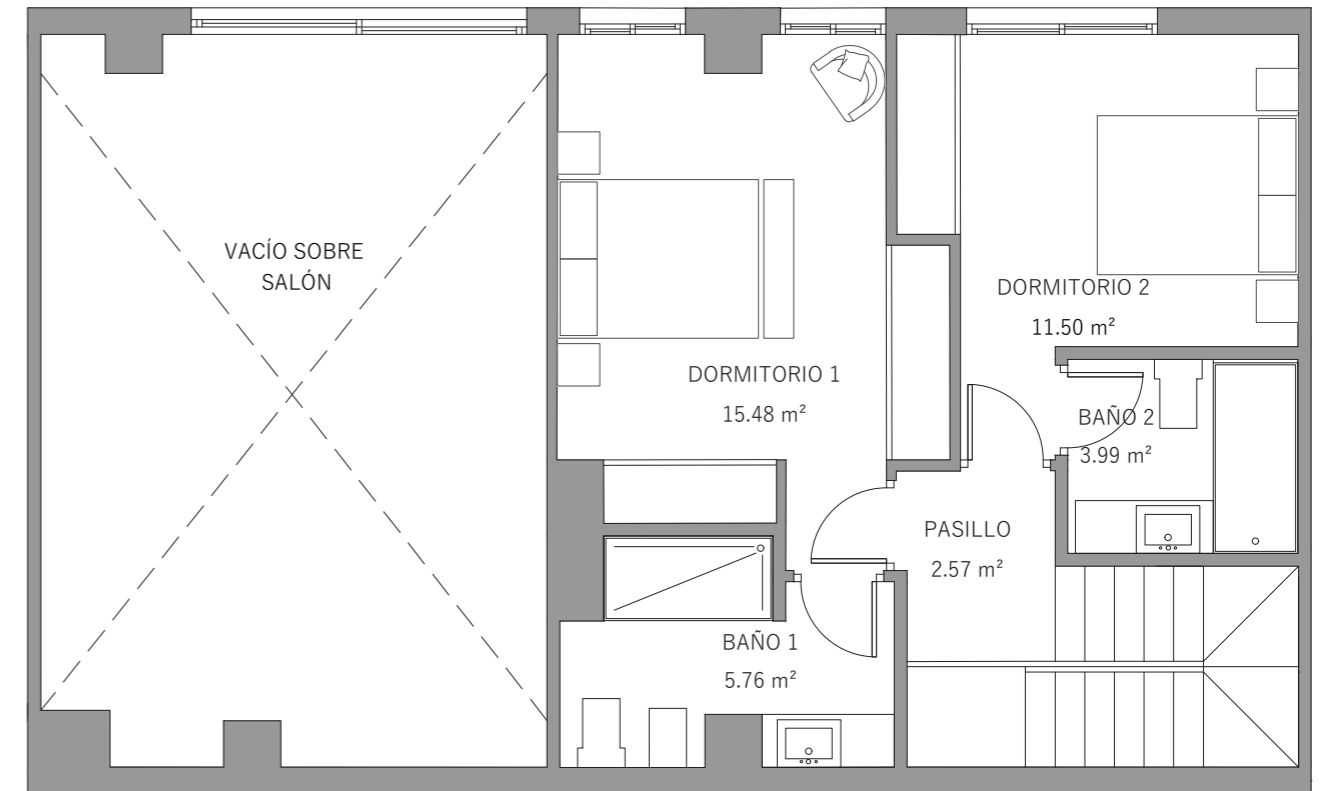 VACÍO SOBRE
SALÓN
DORMITORIO 1
15.48 m²
DORMITORIO 2
11.50 m²
BAÑO 2
3.99 m²
PASILLO
2.57 m²
BAÑO 1
5.76 m²